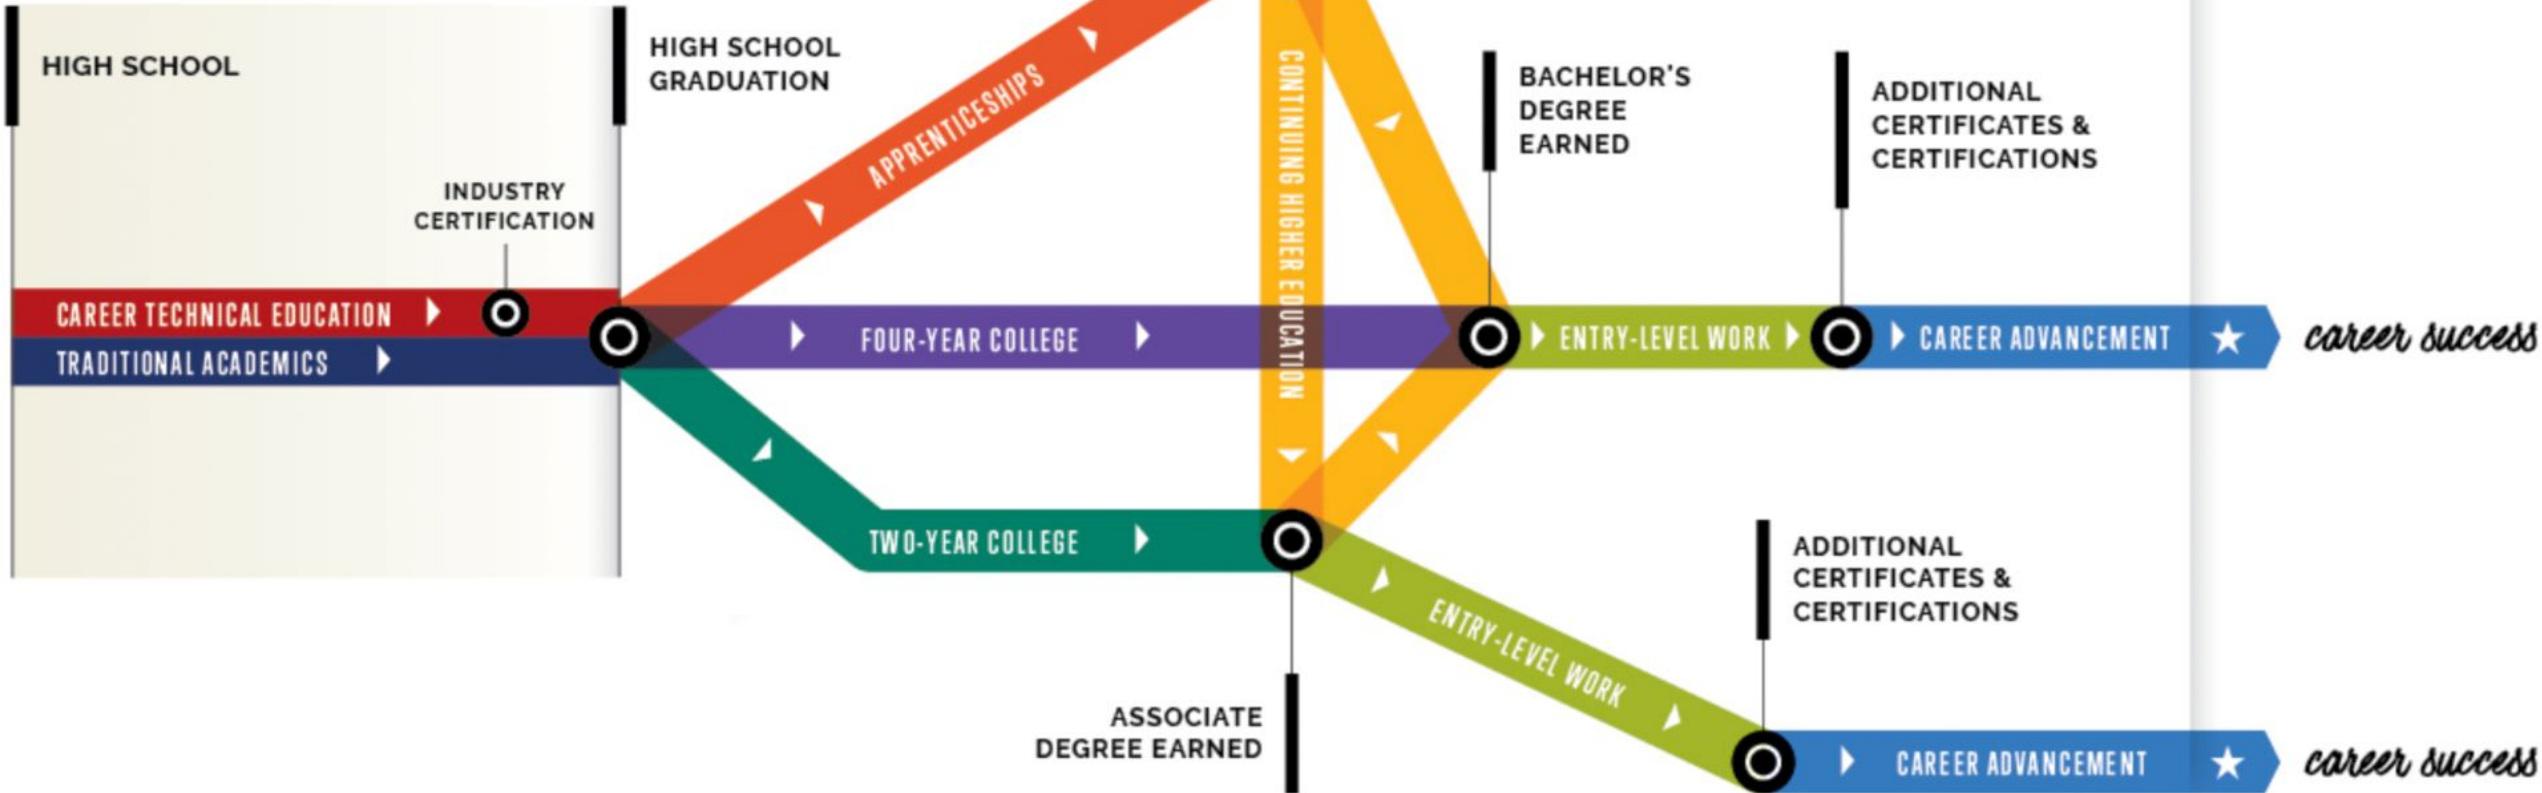 HIGH SCHOOL
HIGH SCHOOL
GRADUATION
INDUSTRY
CERTIFICATION
CAREER TECHNICAL EDUCATION
TRADITIONAL ACADEMICS
APPRENTICESHIPS
FOUR-YEAR COLLEGE
TWO-YEAR COLLEGE
CONTINUING HIGHER EDUCATION
BACHELOR'S
DEGREE
EARNED
ADDITIONAL
CERTIFICATES &
CERTIFICATIONS
ENTRY-LEVEL WORK
CAREER ADVANCEMENT
career success
ASSOCIATE
DEGREE EARNED
ENTRY-LEVEL WORK
ADDITIONAL
CERTIFICATES &
CERTIFICATIONS
CAREER ADVANCEMENT
career success